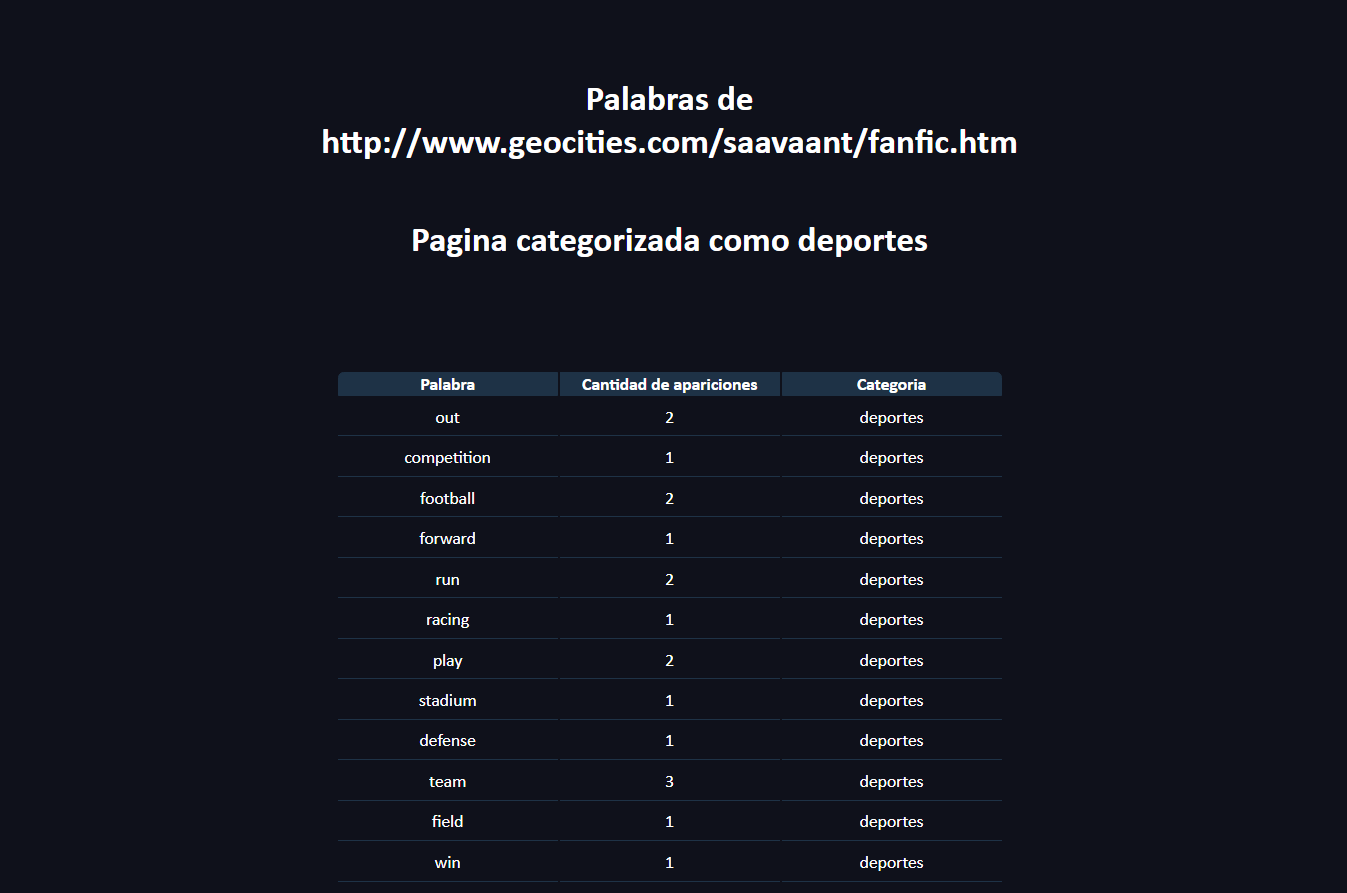 Palabras de
http://www.geocities.com/saavaant/fanfic.htm
Pagina categorizada como deportes
Palabra Cantidad de apariciones Categoria
out 2 deportes
competition 1 deportes
football 2 deportes
forward 1 deportes
run 2 deportes
racing 1 deportes
play 2 deportes
stadium 1 deportes
defense 1 deportes
team 3 deportes
field 1 deportes
win 1 deportes